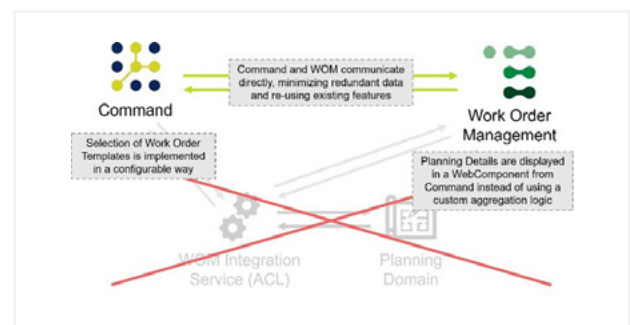 Command and WOM communicate
directly, minimizing redundant data
and re-using existing features
Command
Work Order
Management
Selection of Work Order
Templates is implemented
in a configurable way
Planning Details are displayed
in a WebComponent from
Command instead of using a
custom aggregation logic
WOM Integration
Service (ACL)
Planning
Domain